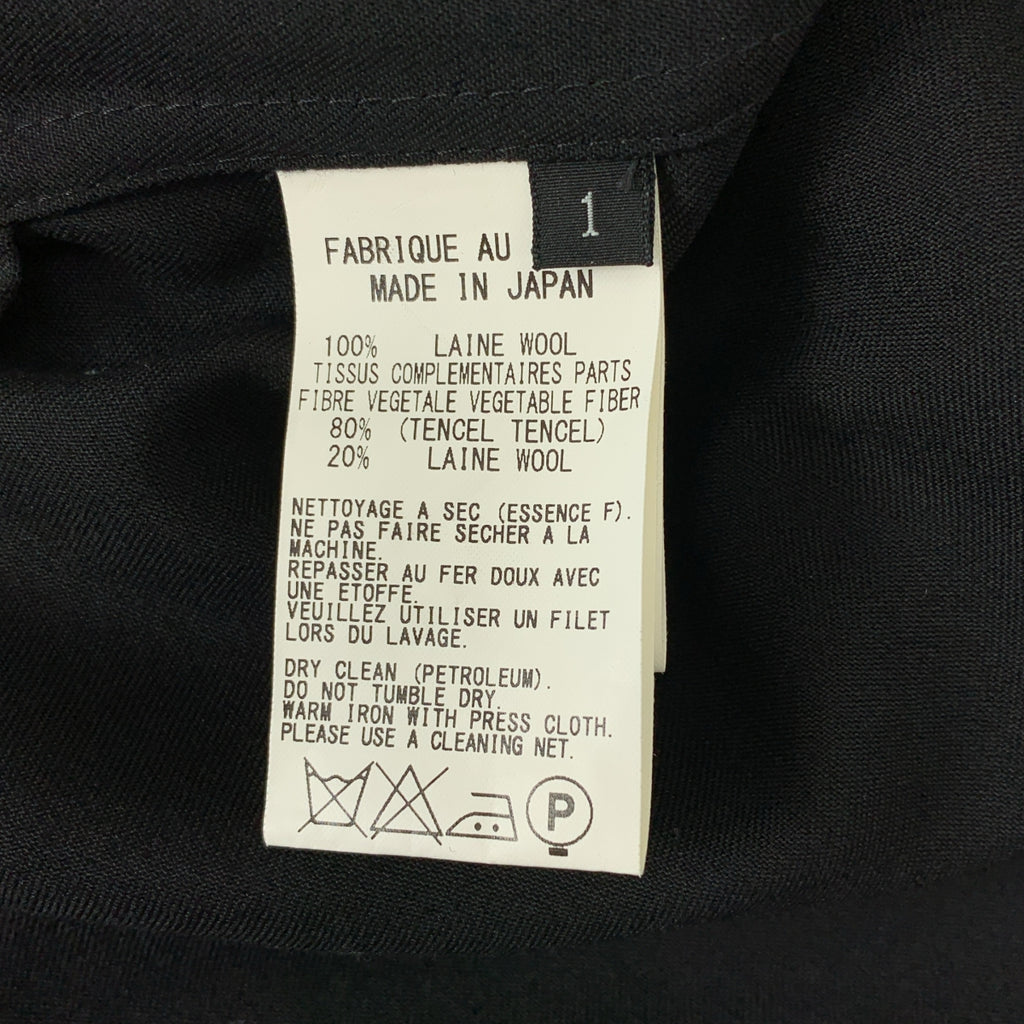 1
FABRIQUE AU
MADE IN JAPAN
100% LAINE WOOL
TISSUS COMPLEMENTAIRES PARTS
FIBRE VEGETALE VEGETABLE FIBER
80% (TENCEL TENCEL)
20% LAINE WOOL
NETTOYAGE A SEC (ESSENCE F).
NE PAS FAIRE SECHER A LA
MACHINE.
REPASSER AU FER DOUX AVEC
UNE ETOFFE.
VEUILLEZ UTILISER UN FILET
LORS DU LAVAGE.
DRY CLEAN (PETROLEUM).
DO NOT TUMBLE DRY.
WARM IRON WITH PRESS CLOTH.
PLEASE USE A CLEANING NET.
P